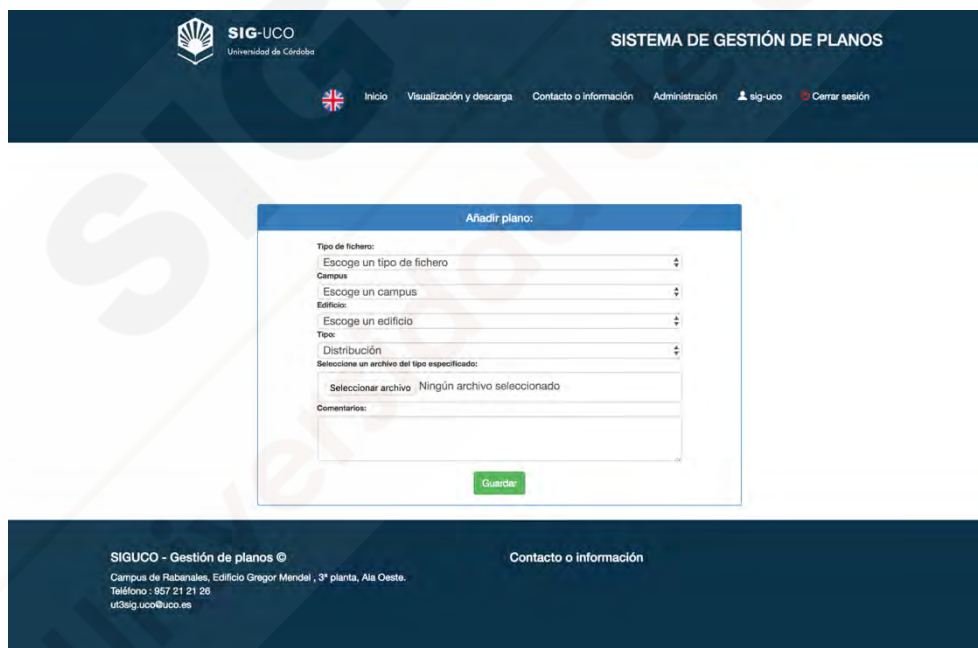 SIG-UCO
Universidad de Córdoba
SISTEMA DE GESTIÓN DE PLANOS
Inicio Visualización y descarga Contacto o información Administración sig-uco Cerrar sesión
Añadir plano:
Tipo de fichero:
Escoge un tipo de fichero
Campus
Escoge un campus
Edificio:
Escoge un edificio
Tipo:
Distribución
Seleccione un archivo del tipo especificado:
Seleccionar archivo Ningún archivo seleccionado
Comentarios:
Guardar
SIGUCO - Gestión de planos ©
Campus de Rabanales, Edificio Gregor Mendel , 3ª planta, Ala Oeste.
Teléfono : 957 21 21 26
ut3sig.uco@uco.es
Contacto o información
SIG
Universidad de